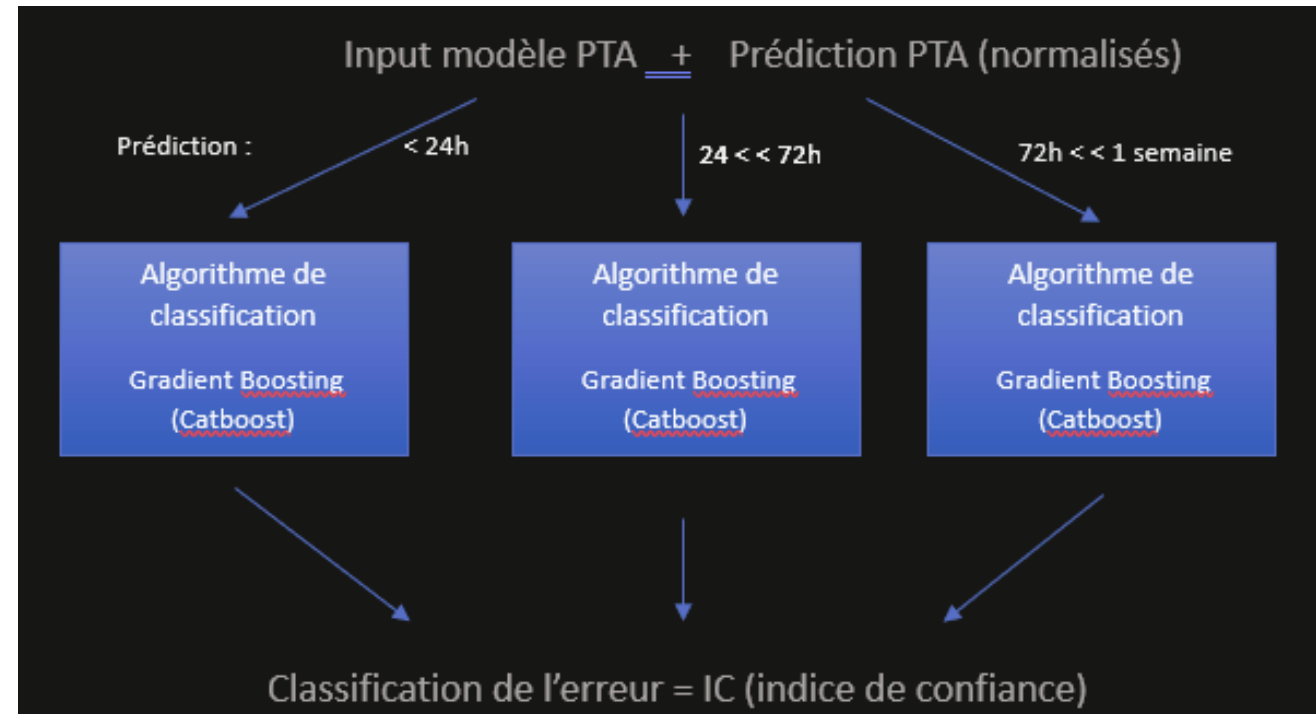 Input modèle PTA + Prédiction PTA (normalisés)
Prédiction : < 24h 24 < < 72h 72h < < 1 semaine
Algorithme de
classification
Gradient Boosting
(Catboost)
Algorithme de
classification
Gradient Boosting
(Catboost)
Algorithme de
classification
Gradient Boosting
(Catboost)
Classification de l'erreur = IC (indice de confiance)